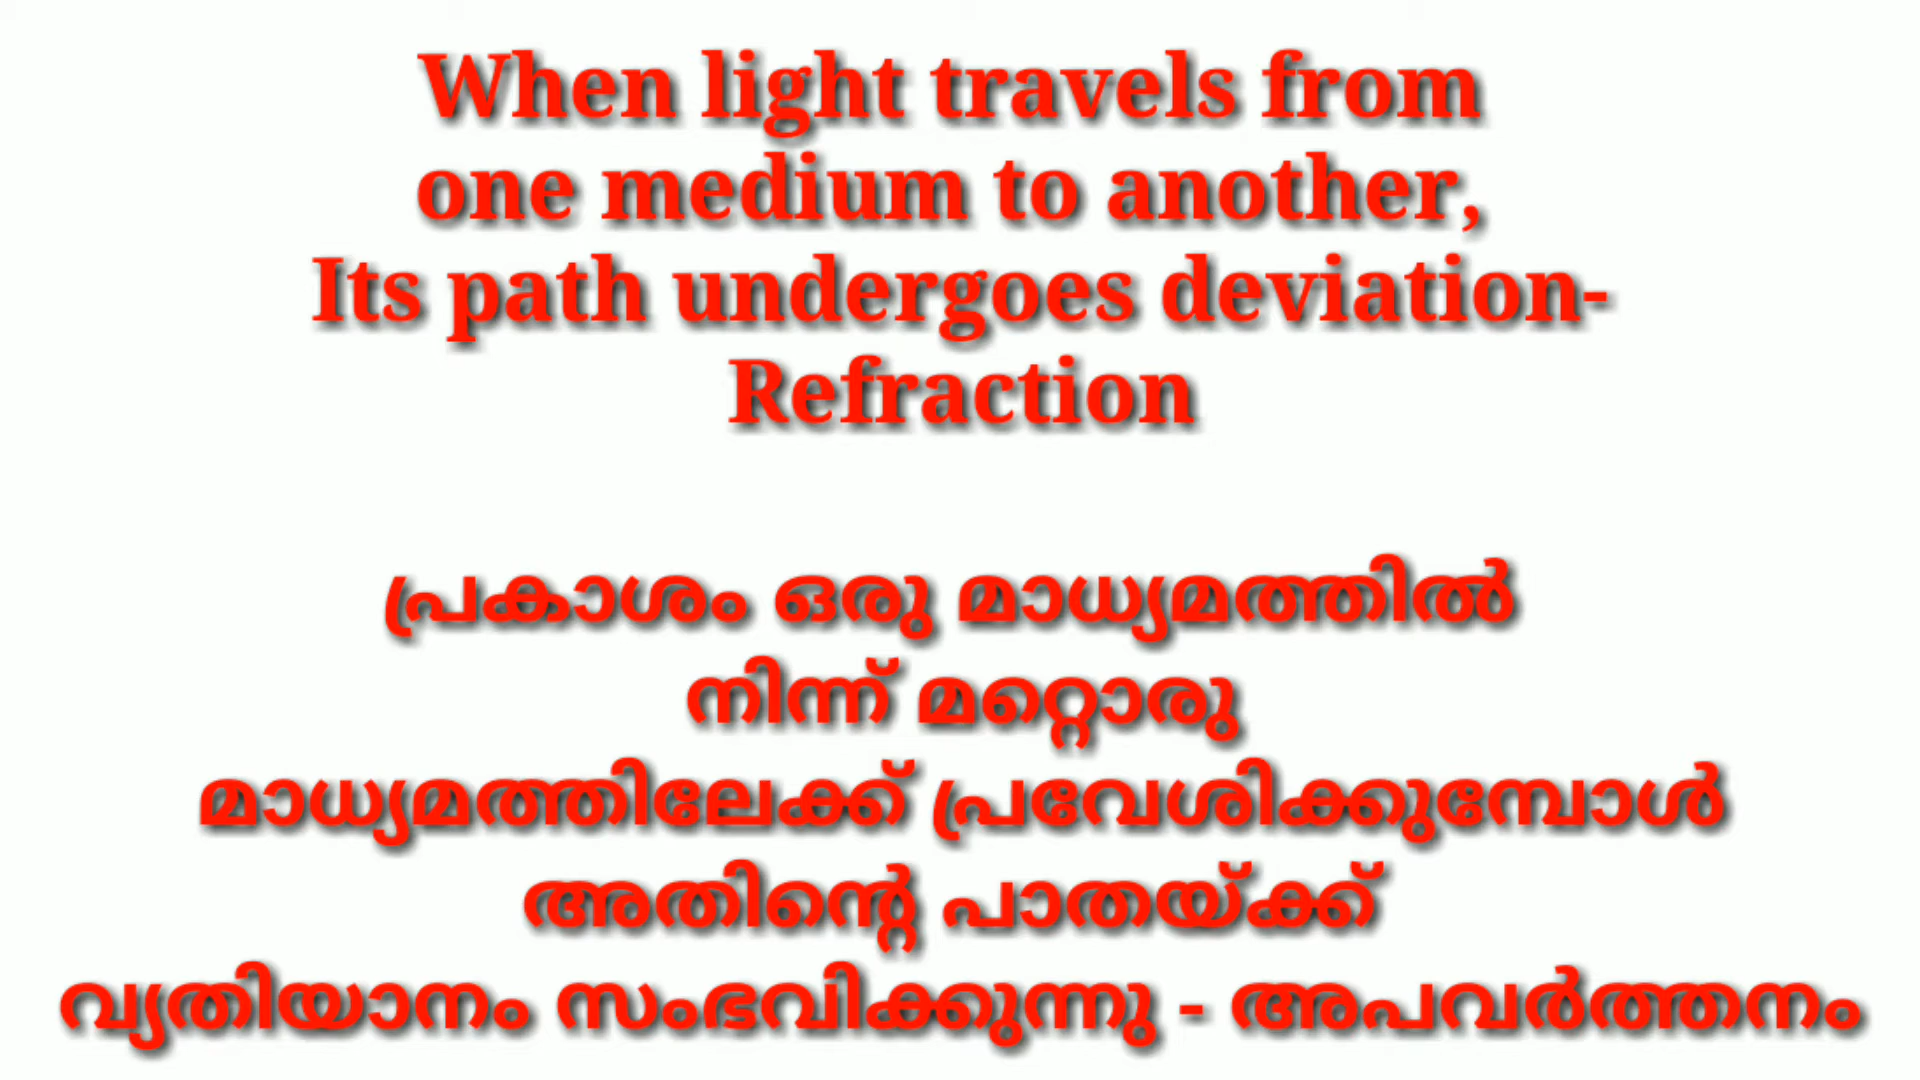 When light travels from
one medium to another,
Its path undergoes deviation-
Refraction
പ്രകാശം ഒരു മാധ്യമത്തിൽ
നിന്ന് മറ്റൊരു
മാധ്യമത്തിലേക്ക് പ്രവേശിക്കുമ്പോൾ
അതിന്റെ പാതയ്ക്ക്
വ്യതിയാനം സംഭവിക്കുന്നു - അപവർത്തനം